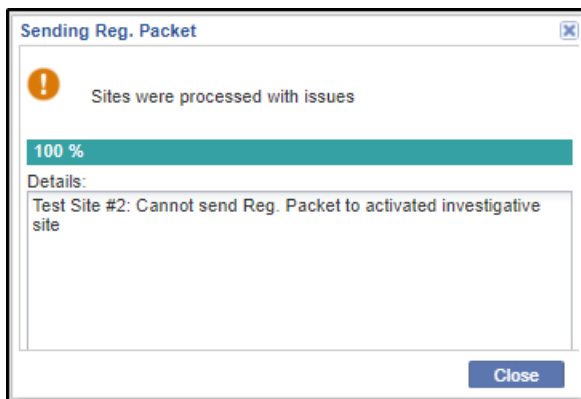 Sending Reg. Packet
!
Sites were processed with issues
100 %
Details:
Test Site #2: Cannot send Reg. Packet to activated investigative
site
Close